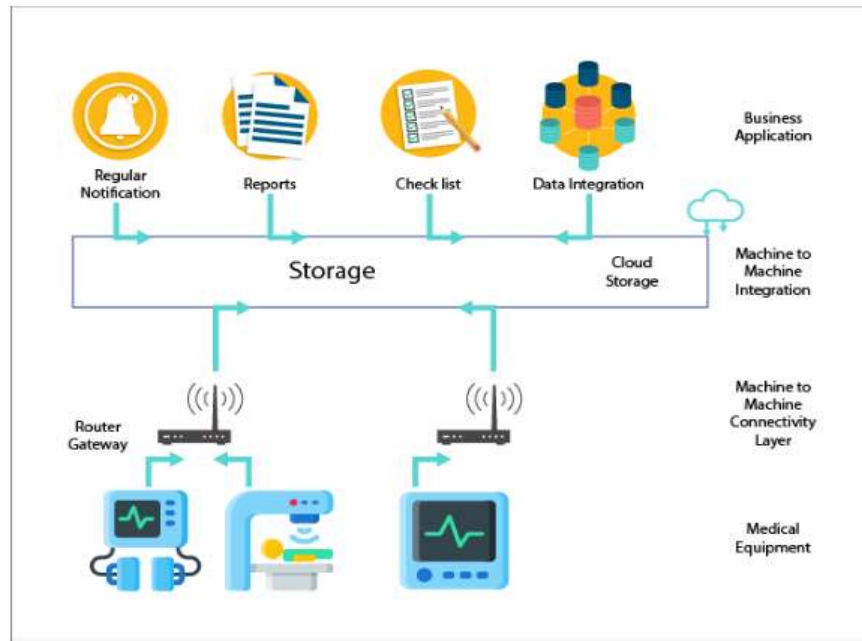 Business
Application
Regular
Notification
Reports
Check list
Data Integration
Storage
Cloud
Storage
Machine to
Machine
Integration
Router
Gateway
Machine to
Machine
Connectivity
Layer
Medical
Equipment